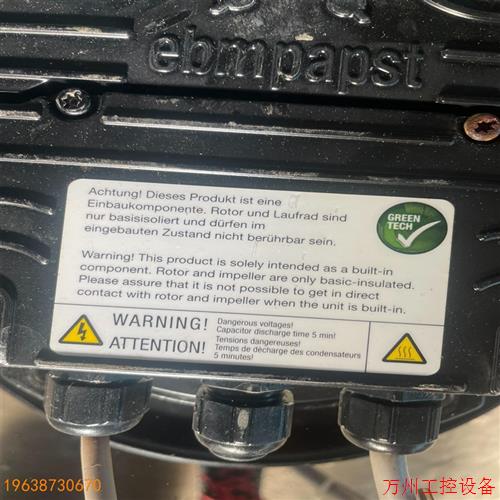 ebmpapst
Achtung! Dieses Produkt ist eine
Einbaukomponente. Rotor und Laufrad sind
nur basisisoliert und dürfen im
eingebauten Zustand nicht berührbar sein.
GREEN
TECH
Warning! This product is solely intended as a built-in
component. Rotor and impeller are only basic-insulated.
Please assure that it is not possible to get in direct
contact with rotor and impeller when the unit is built-in.
WARNING!
Dangerous voltages!
Capacitor discharge time 5 min!
ATTENTION!
Tensions dangereuses!
Temps de décharge des condensateurs
5 minutes!
19638730670
万州工控设备